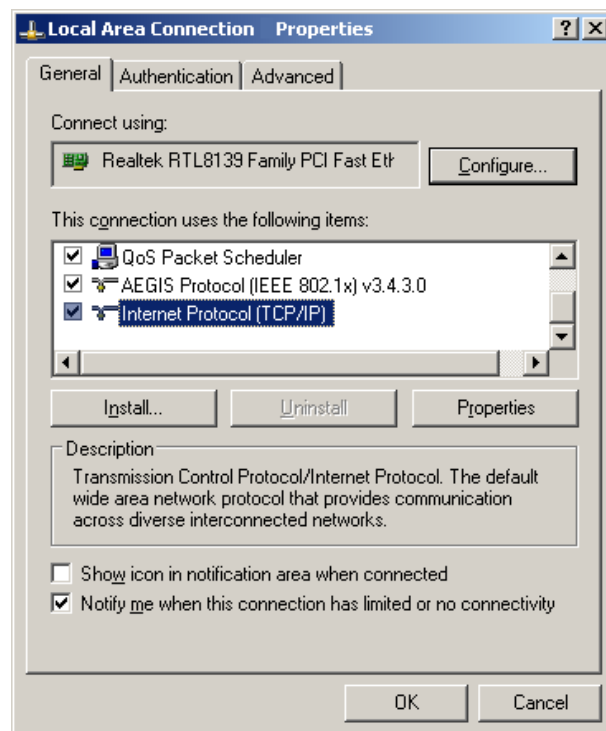 Local Area Connection Properties
General Authentication Advanced
Connect using:
Realtek RTL8139 Family PCI Fast Eth
Configure...
This connection uses the following items:
QoS Packet Scheduler
AEGIS Protocol (IEEE 802.1x) v3.4.3.0
Internet Protocol (TCP/IP)
Install... Uninstall Properties
Description
Transmission Control Protocol/Internet Protocol. The default
wide area network protocol that provides communication
across diverse interconnected networks.
Show icon in notification area when connected
Notify me when this connection has limited or no connectivity
OK Cancel